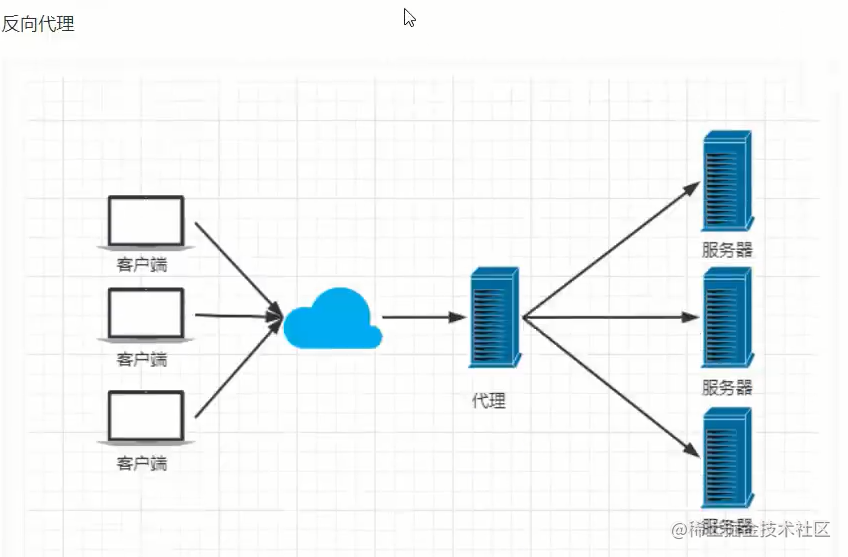 反向代理
客户端
客户端
客户端
代理
服务器
服务器
服务器
@稀土掘金技术社区